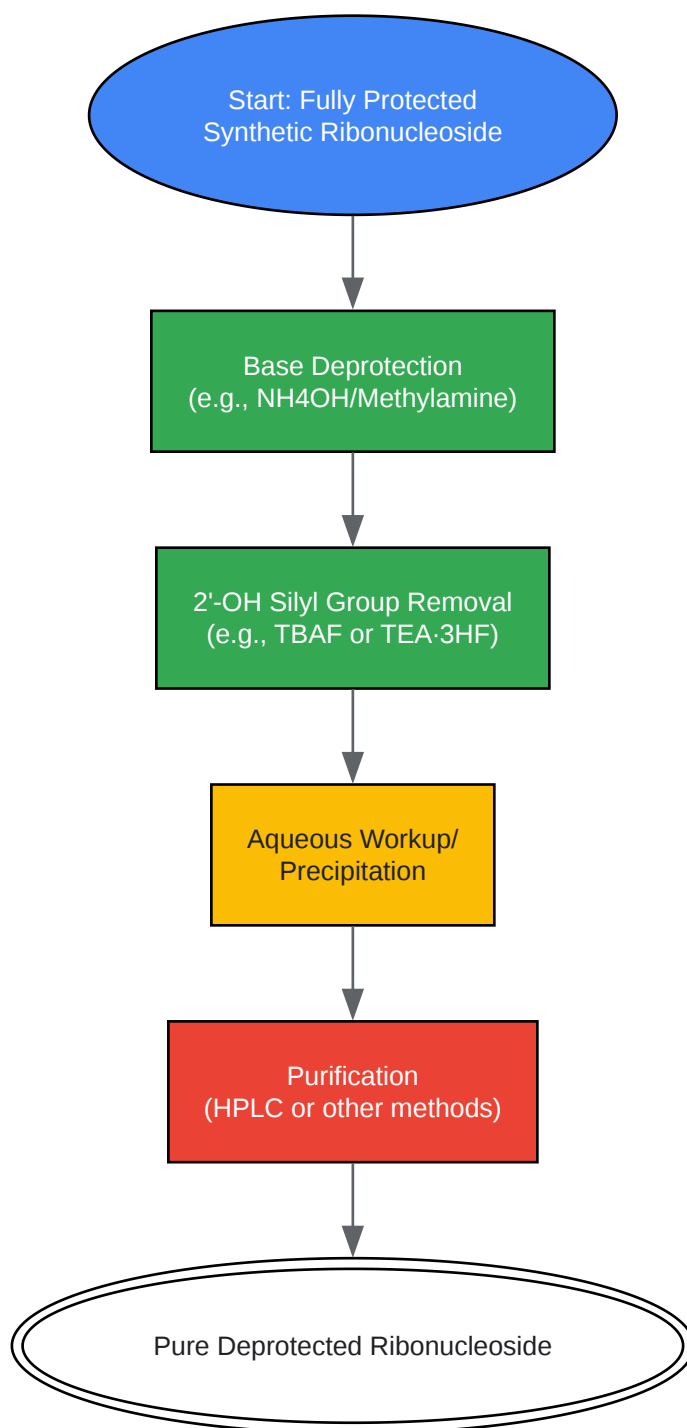 Start: Fully Protected
Synthetic Ribonucleoside
Base Deprotection
(e.g., NH4OH/Methylamine)
2'-OH Silyl Group Removal
(e.g., TBAF or TEA·3HF)
Aqueous Workup/
Precipitation
Purification
(HPLC or other methods)
Pure Deprotected Ribonucleoside